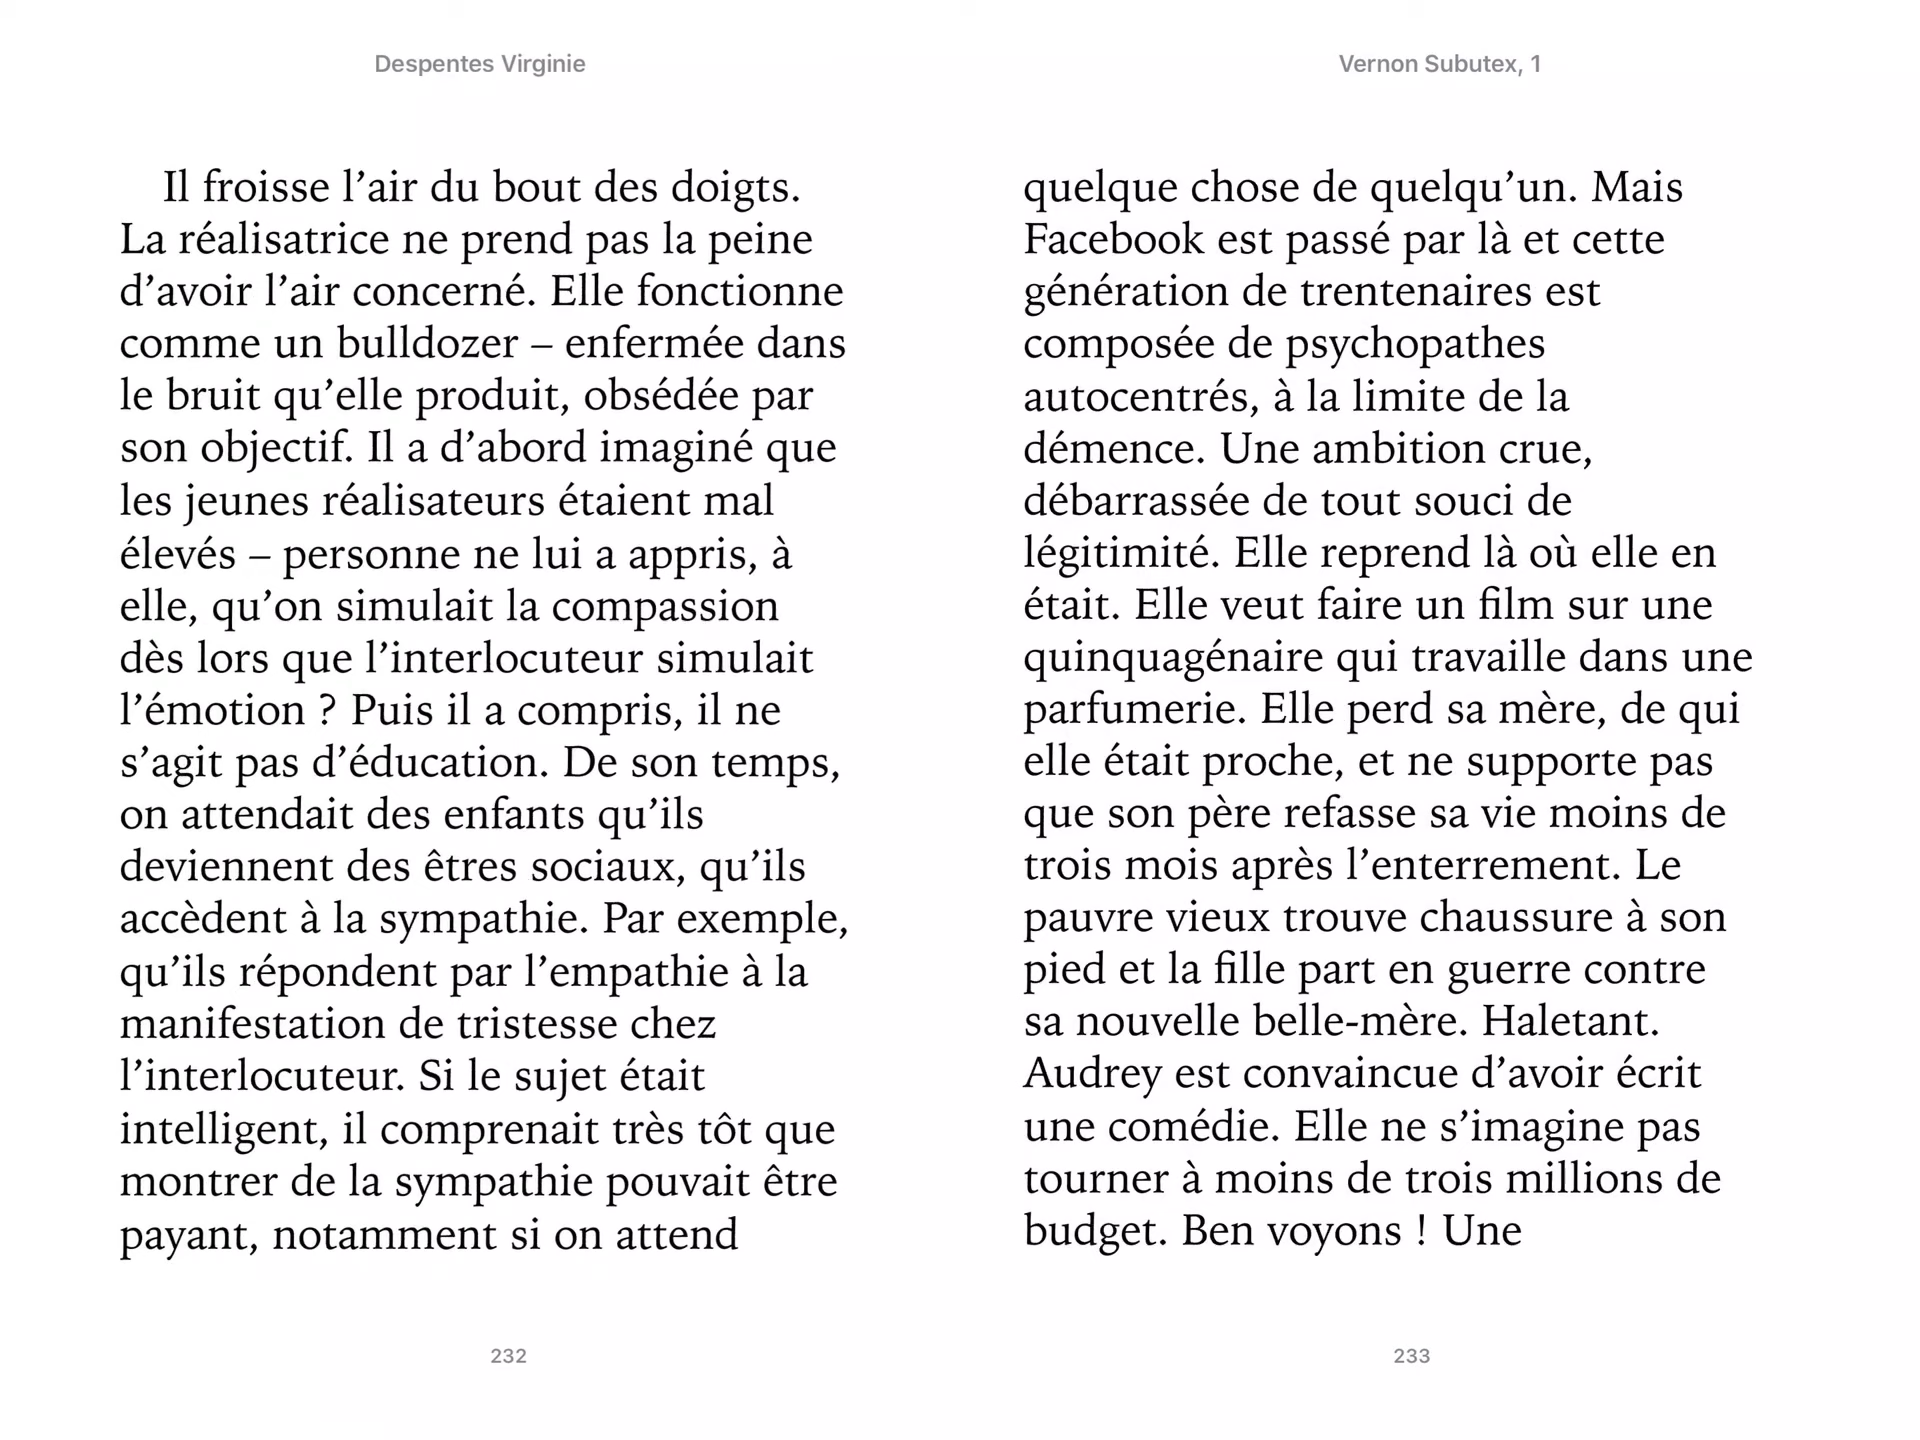 Despentes Virginie
Il froisse l’air du bout des doigts.
La réalisatrice ne prend pas la peine
d’avoir l’air concerné. Elle fonctionne
comme un bulldozer – enfermée dans
le bruit qu’elle produit, obsédée par
son objectif. Il a d’abord imaginé que
les jeunes réalisateurs étaient mal
élevés – personne ne lui a appris, à
elle, qu’on simulait la compassion
dès lors que l’interlocuteur simulait
l’émotion ? Puis il a compris, il ne
s’agit pas d’éducation. De son temps,
on attendait des enfants qu’ils
deviennent des êtres sociaux, qu’ils
accèdent à la sympathie. Par exemple,
qu’ils répondent par l’empathie à la
manifestation de tristesse chez
l’interlocuteur. Si le sujet était
intelligent, il comprenait très tôt que
montrer de la sympathie pouvait être
payant, notamment si on attend
232
Vernon Subutex, 1
quelque chose de quelqu’un. Mais
Facebook est passé par là et cette
génération de trentenaires est
composée de psychopathes
autocentrés, à la limite de la
démence. Une ambition crue,
débarrassée de tout souci de
légitimité. Elle reprend là où elle en
était. Elle veut faire un film sur une
quinquagénaire qui travaille dans une
parfumerie. Elle perd sa mère, de qui
elle était proche, et ne supporte pas
que son père refasse sa vie moins de
trois mois après l’enterrement. Le
pauvre vieux trouve chaussure à son
pied et la fille part en guerre contre
sa nouvelle belle-mère. Haletant.
Audrey est convaincue d’avoir écrit
une comédie. Elle ne s’imagine pas
tourner à moins de trois millions de
budget. Ben voyons ! Une
233